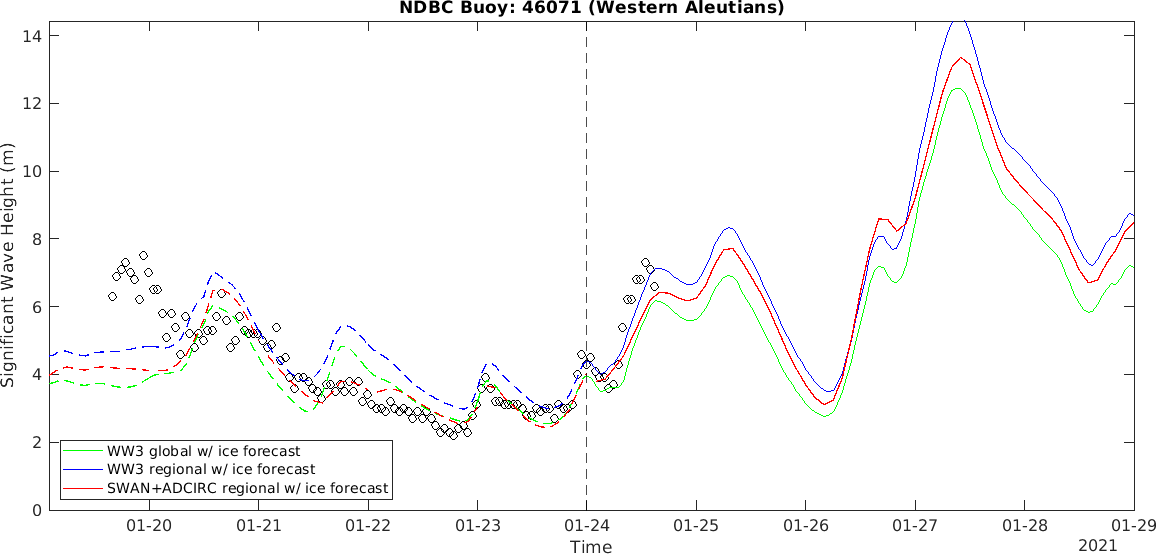 NDBC Buoy: 46071 (Western Aleutians)
Significant Wave Height (m)
14
12
10
8
6
4
2
0
WW3 global w/ ice forecast
WW3 regional w/ ice forecast
SWAN+ADCIRC regional w/ ice forecast
01-20 01-21 01-22 01-23 01-24 01-25 01-26 01-27 01-28 01-29
Time
2021